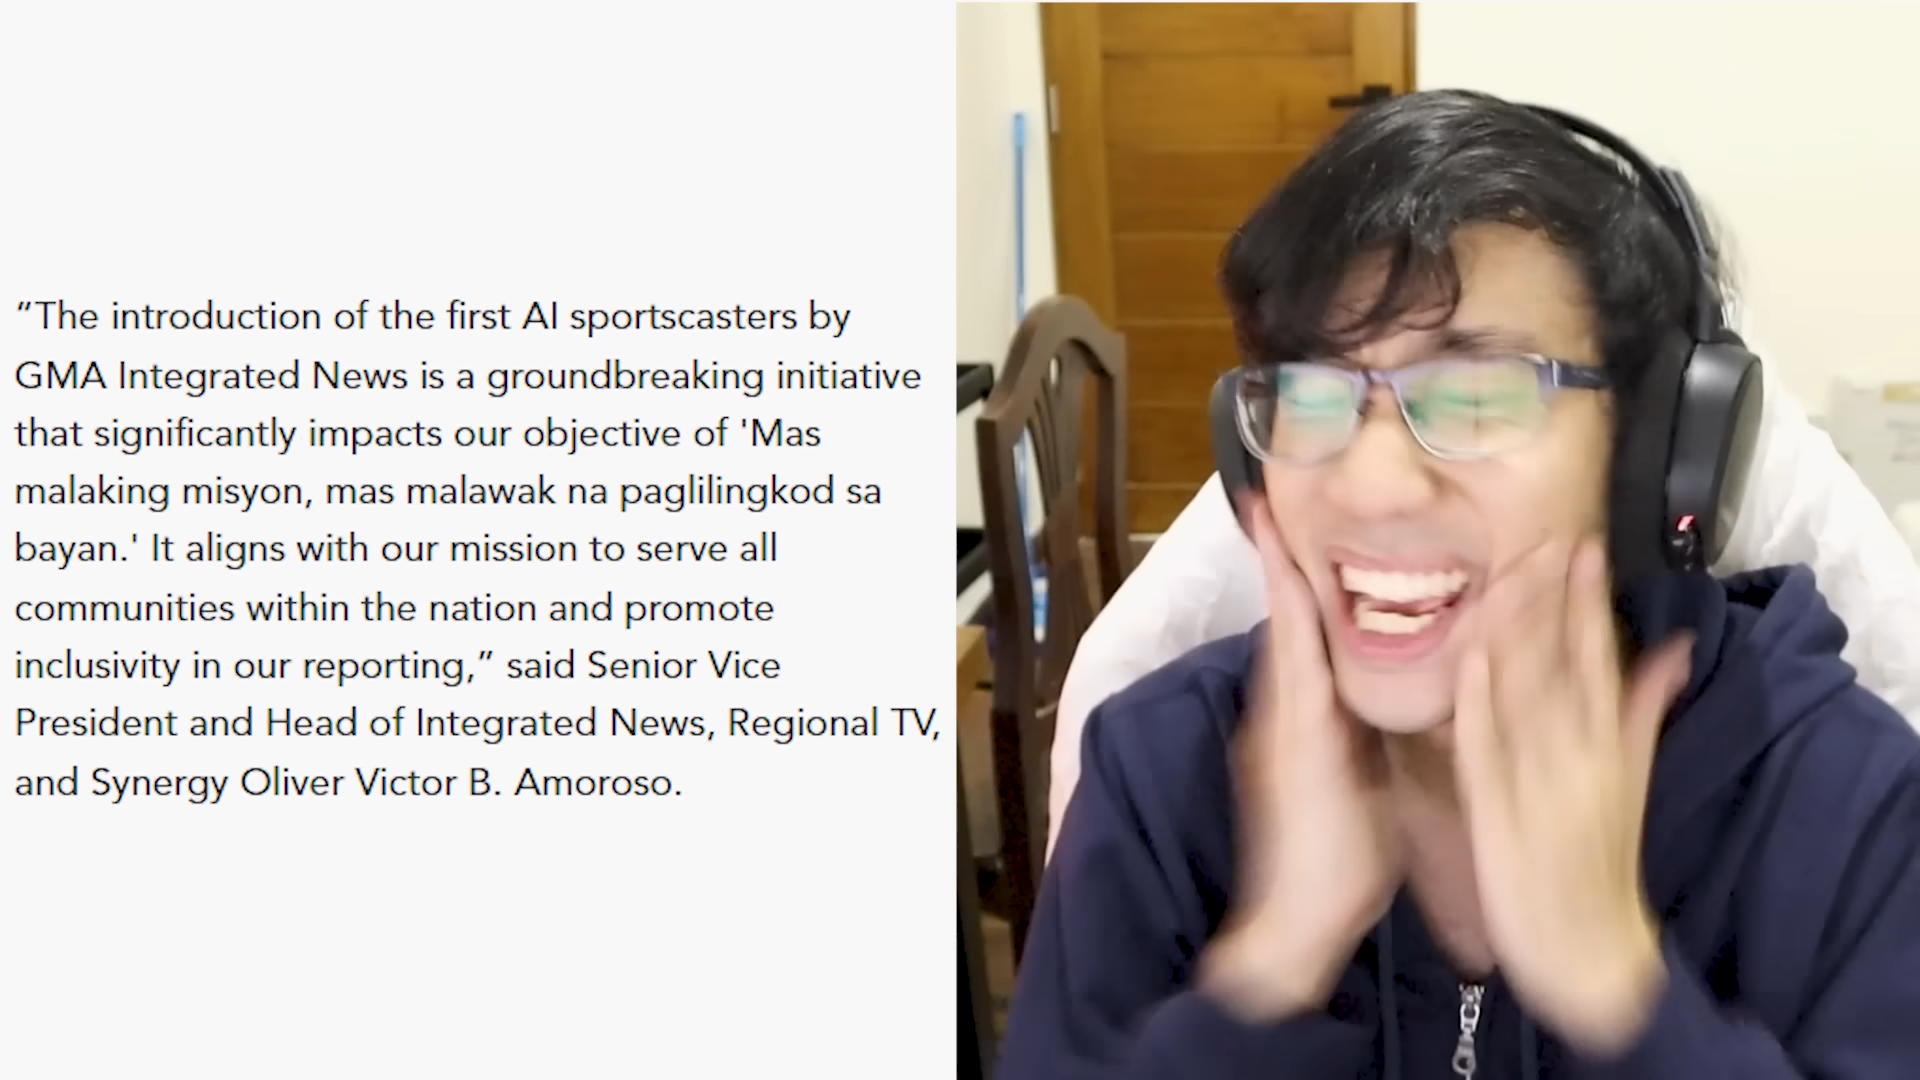 “The introduction of the first AI sportscasters by
GMA Integrated News is a groundbreaking initiative
that significantly impacts our objective of 'Mas
malaking misyon, mas malawak na paglilingkod sa
bayan.' It aligns with our mission to serve all
communities within the nation and promote
inclusivity in our reporting,” said Senior Vice
President and Head of Integrated News, Regional TV,
and Synergy Oliver Victor B. Amoroso.